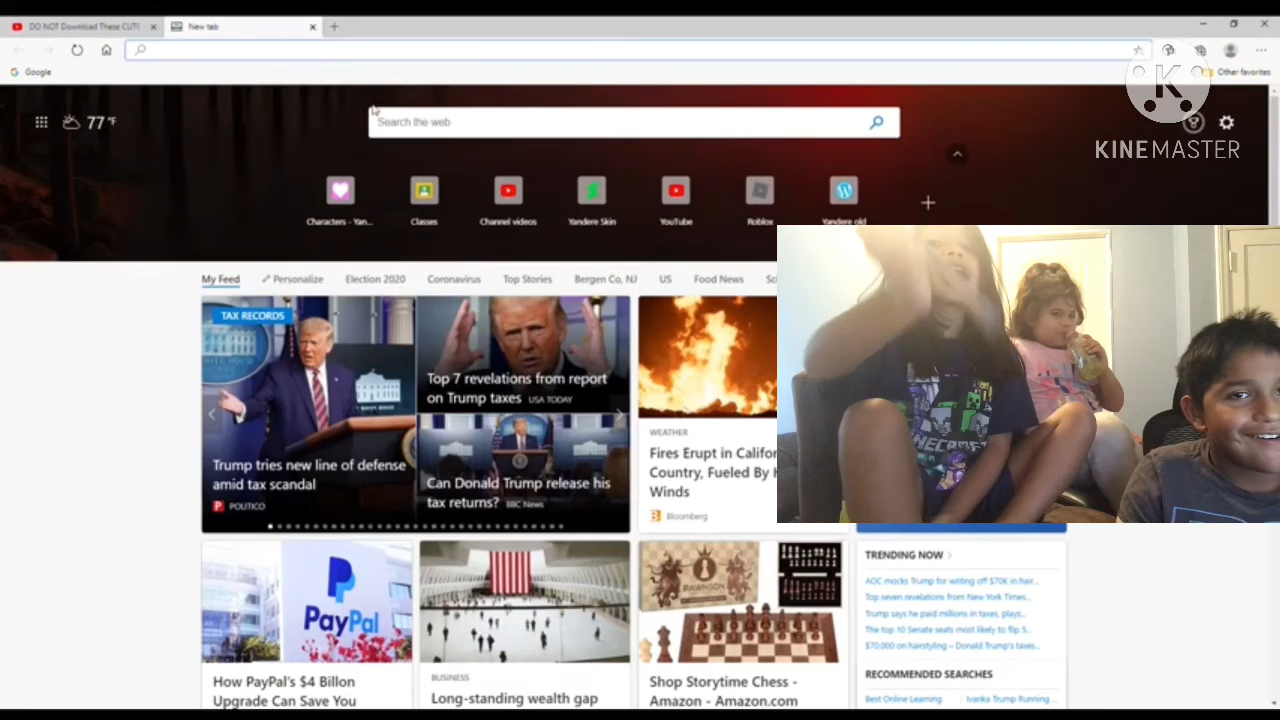 DO NOT Download These CUTE
New tab
Google
Other favorites
77 °F
Search the web
K
KINEMASTER
Characters - Yan...
Classes
Channel videos
Yandere Skin
YouTube
Roblox
Yandere old
My Feed
Personalize
Election 2020
Coronavirus
Top Stories
Bergen Co, NJ
US
Food News
TAX RECORDS
Trump tries new line of defense
amid tax scandal
POLITICO
Top 7 revelations from report
on Trump taxes USA TODAY
Can Donald Trump release his
tax returns? BBC News
WEATHER
Fires Erupt in
Country, Fueled By
Winds
Bloomberg
MINECRAFT
P PayPal
How PayPal's $4 Billon
Upgrade Can Save You
BUSINESS
Long-standing wealth gap
PAWNSON
Shop Storytime Chess -
Amazon - Amazon.com
TRENDING NOW
AOC mocks Trump for writing off $70K in hair...
Top seven revelations from New York Times...
Trump says he paid millions in taxes, plays...
The top 10 Senate seats most likely to flip 5...
$70,000 on hairstyling – Donald Trump's taxes...
RECOMMENDED SEARCHES
Best Online Learning
Ivanka Trump Running ...